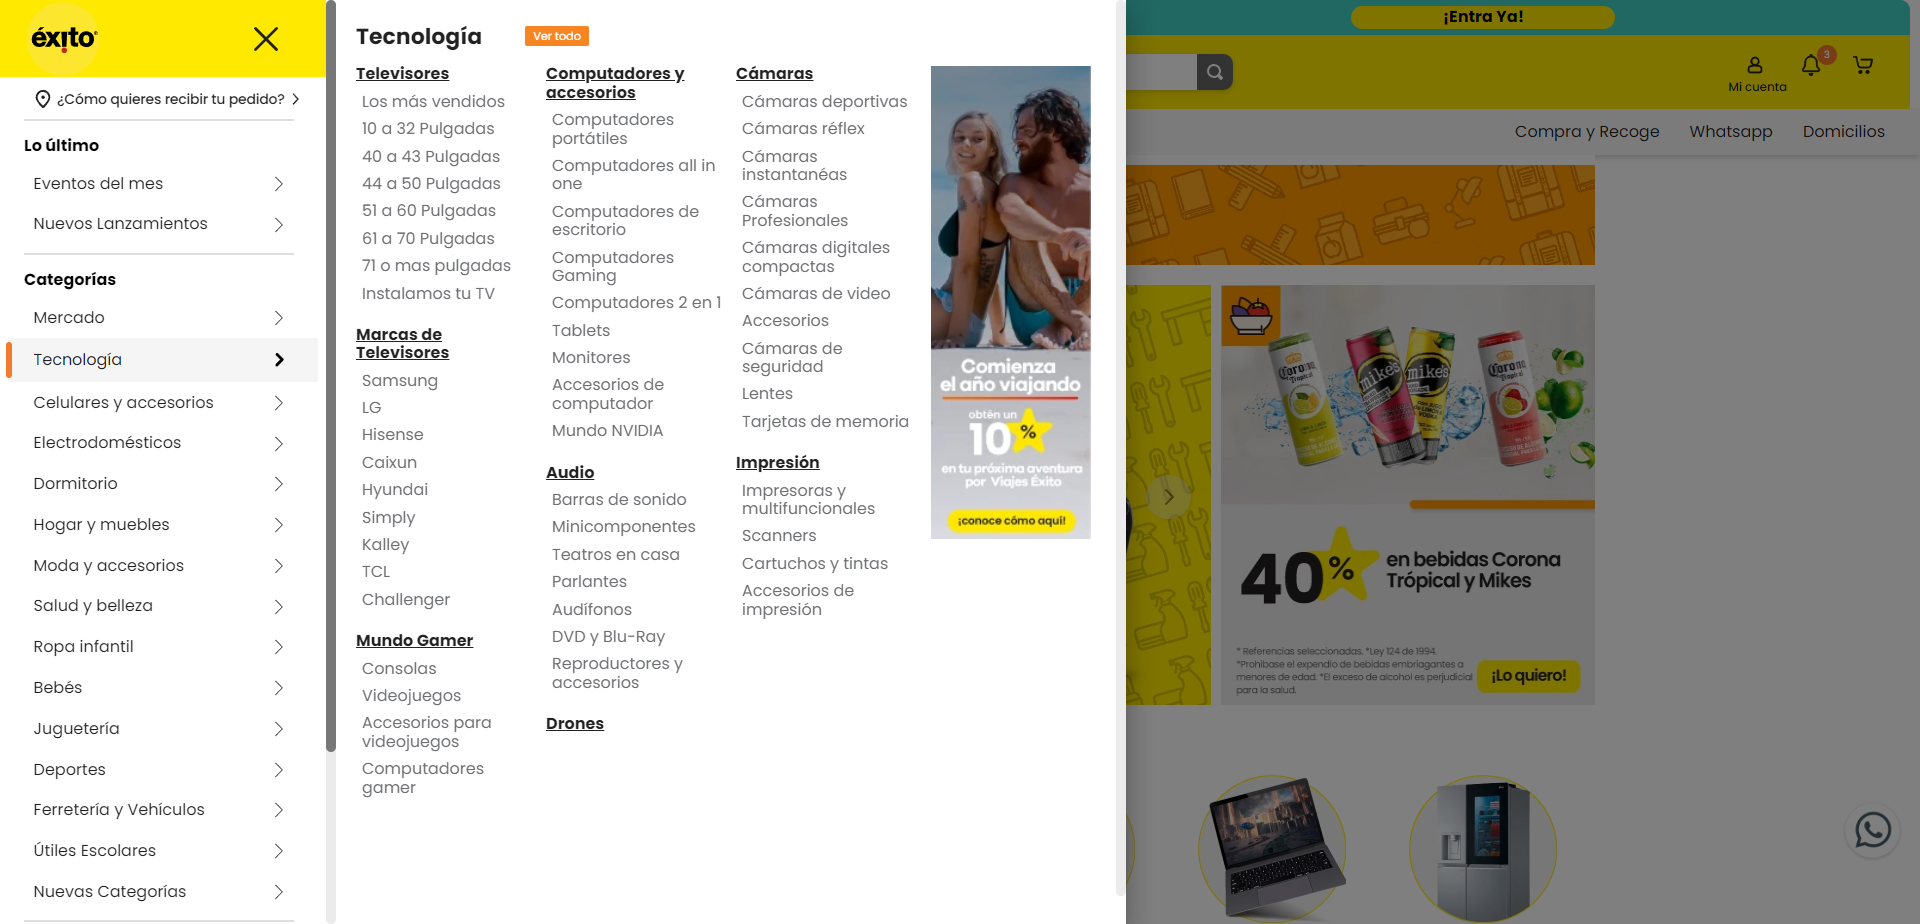 éxito
¿Cómo quieres recibir tu pedido?
Lo último
Eventos del mes
Nuevos Lanzamientos
Categorías
Mercado
Tecnología
Celulares y accesorios
Electrodomésticos
Dormitorio
Hogar y muebles
Moda y accesorios
Salud y belleza
Ropa infantil
Bebés
Juguetería
Deportes
Ferretería y Vehículos
Útiles Escolares
Nuevas Categorías
Tecnología
Ver todo
Televisores
Los más vendidos
10 a 32 Pulgadas
40 a 43 Pulgadas
44 a 50 Pulgadas
51 a 60 Pulgadas
61 a 70 Pulgadas
71 o mas pulgadas
Instalamos tu TV
Marcas de
Televisores
Samsung
LG
Hisense
Caixun
Hyundai
Simply
Kalley
TCL
Challenger
Mundo Gamer
Consolas
Videojuegos
Accesorios para
videojuegos
Computadores
gamer
Computadores y
accesorios
Computadores
portátiles
Computadores all in
one
Computadores de
escritorio
Computadores
Gaming
Computadores 2 en 1
Tablets
Monitores
Accesorios de
computador
Mundo NVIDIA
Audio
Barras de sonido
Minicomponentes
Teatros en casa
Parlantes
Audífonos
DVD y Blu-Ray
Reproductores y
accesorios
Drones
Cámaras
Cámaras deportivas
Cámaras réflex
Cámaras
instantanéas
Cámaras
Profesionales
Cámaras digitales
compactas
Cámaras de video
Accesorios
Cámaras de
seguridad
Lentes
Tarjetas de memoria
Impresión
Impresoras y
multifuncionales
Scanners
Cartuchos y tintas
Accesorios de
impresión
Comienza
el año viajando
obtén un
10%
en tu próxima aventura
por Viajes Éxito
¡conoce cómo aquí!
¡Entra Ya!
Mi cuenta
3
Compra y Recoge
Whatsapp
Domicilios
Corona
Tropical
mike's
mike's
Corona
Tropical
40%
en bebidas Corona
Trópical y Mikes
* Referencias seleccionadas. *Ley 124 de 1994.
*Prohíbase el expendio de bebidas embriagantes a
menores de edad. *El exceso de alcohol es perjudicial
para la salud.
¡Lo quiero!